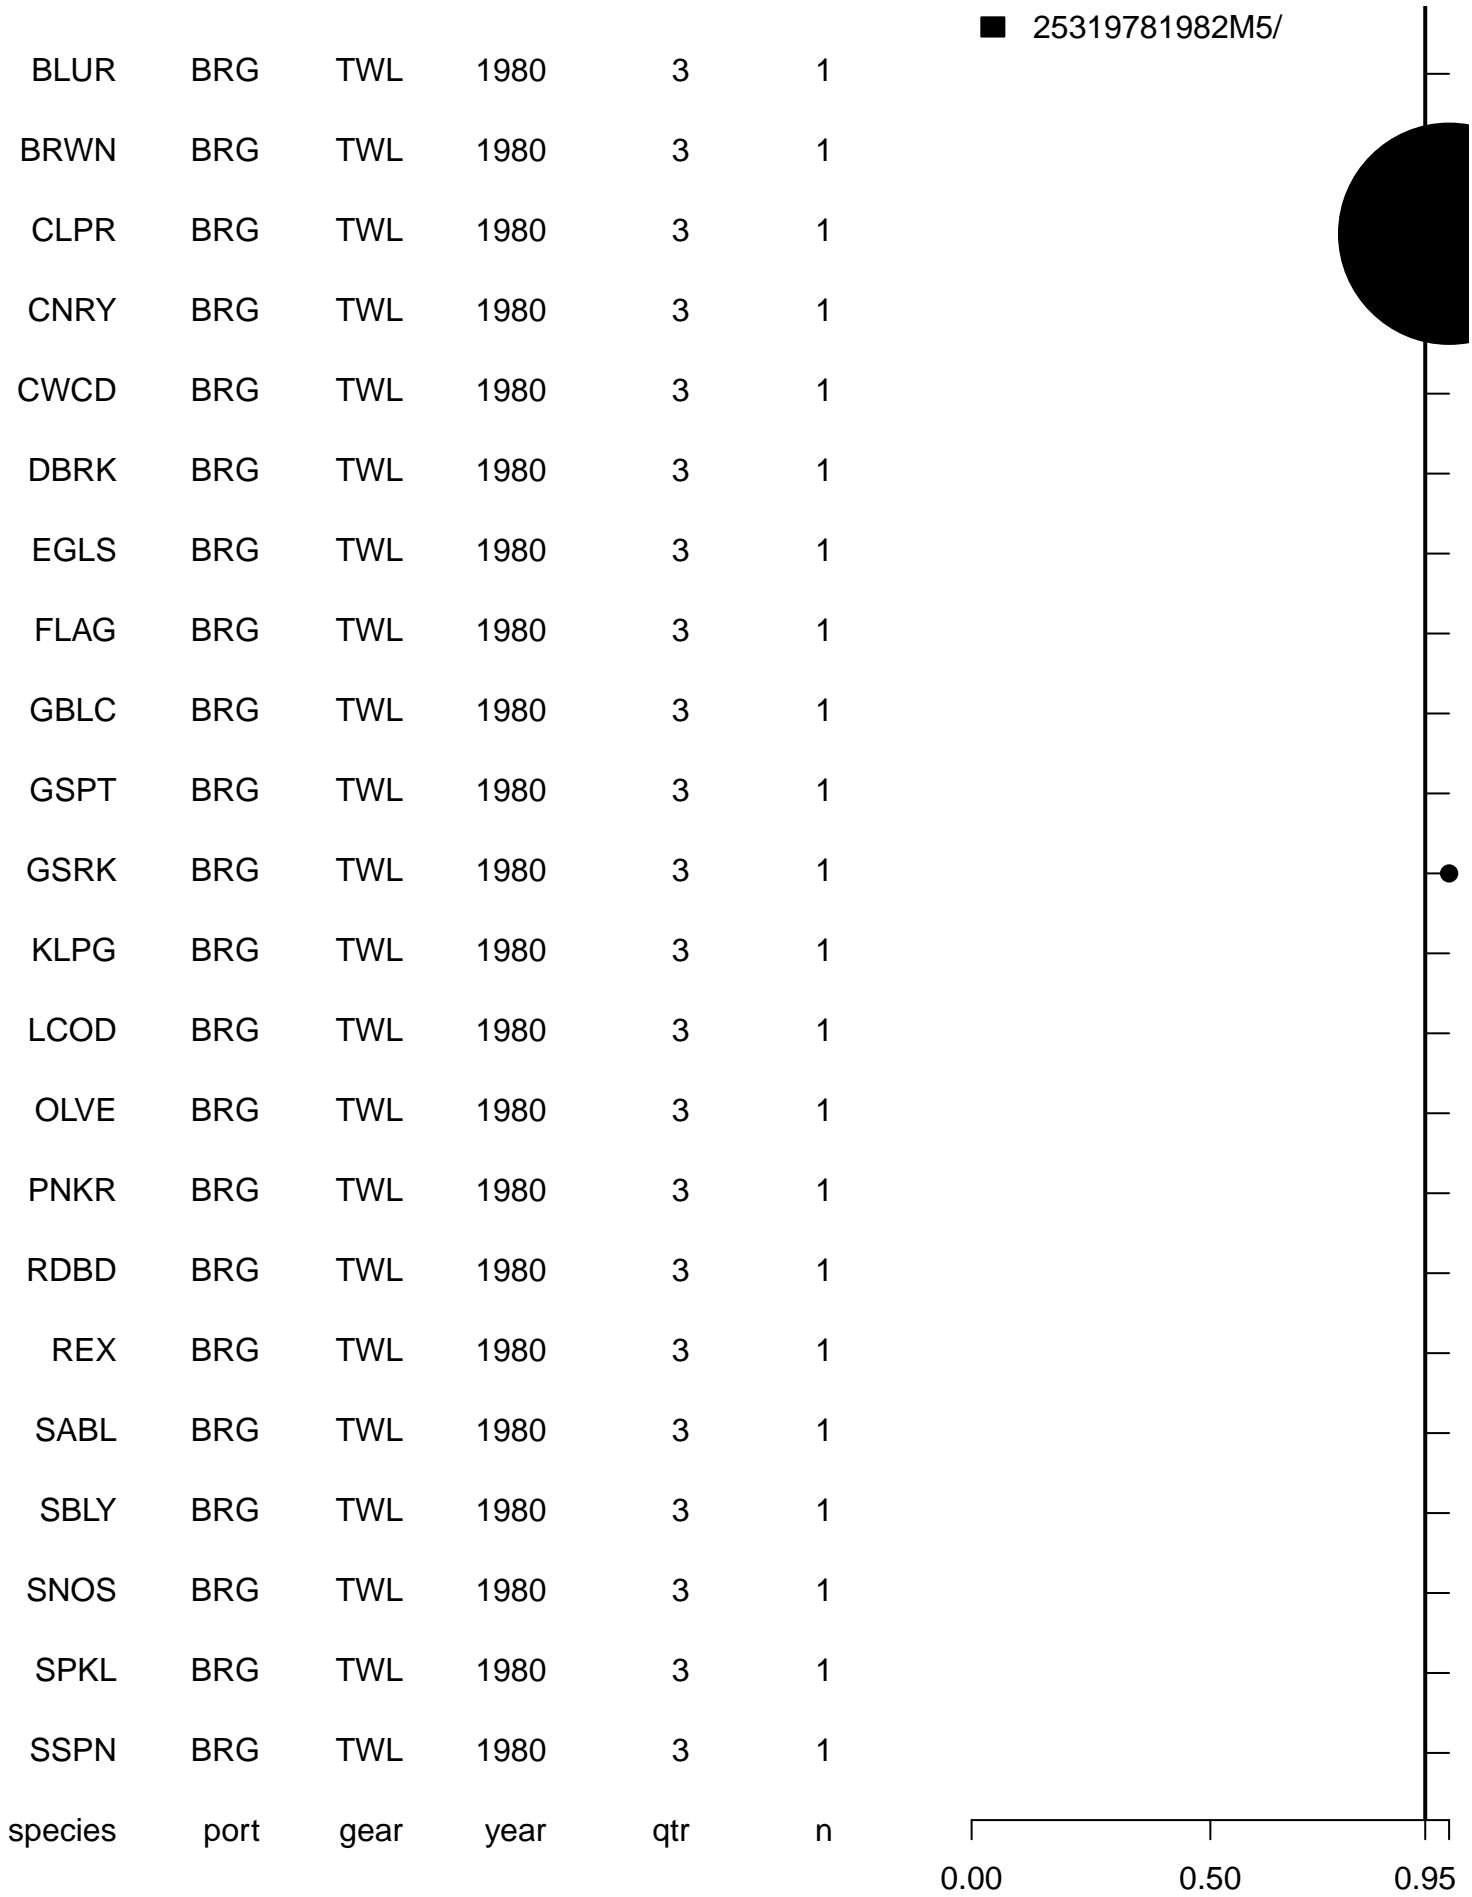 25319781982M5/
BLUR BRG TWL 1980 3 1
BRWN BRG TWL 1980 3 1
CLPR BRG TWL 1980 3 1
CNRY BRG TWL 1980 3 1
CWCD BRG TWL 1980 3 1
DBRK BRG TWL 1980 3 1
EGLS BRG TWL 1980 3 1
FLAG BRG TWL 1980 3 1
GBLC BRG TWL 1980 3 1
GSPT BRG TWL 1980 3 1
GSRK BRG TWL 1980 3 1
KLPG BRG TWL 1980 3 1
LCOD BRG TWL 1980 3 1
OLVE BRG TWL 1980 3 1
PNKR BRG TWL 1980 3 1
RDBD BRG TWL 1980 3 1
REX BRG TWL 1980 3 1
SABL BRG TWL 1980 3 1
SBLY BRG TWL 1980 3 1
SNOS BRG TWL 1980 3 1
SPKL BRG TWL 1980 3 1
SSPN BRG TWL 1980 3 1
species port gear year qtr n
0.00 0.50 0.95